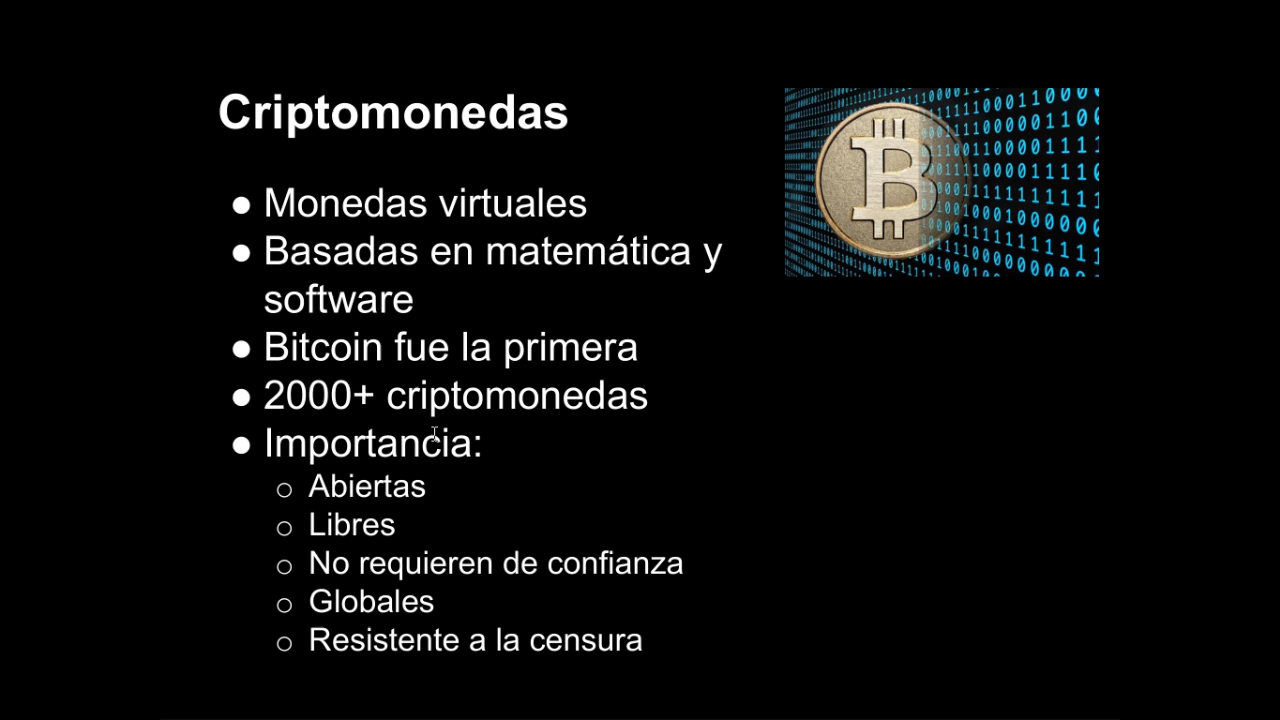 Criptomonedas
● Monedas virtuales
● Basadas en matemática y
software
● Bitcoin fue la primera
● 2000+ criptomonedas
● Importancia:
○ Abiertas
○ Libres
○ No requieren de confianza
○ Globales
○ Resistente a la censura